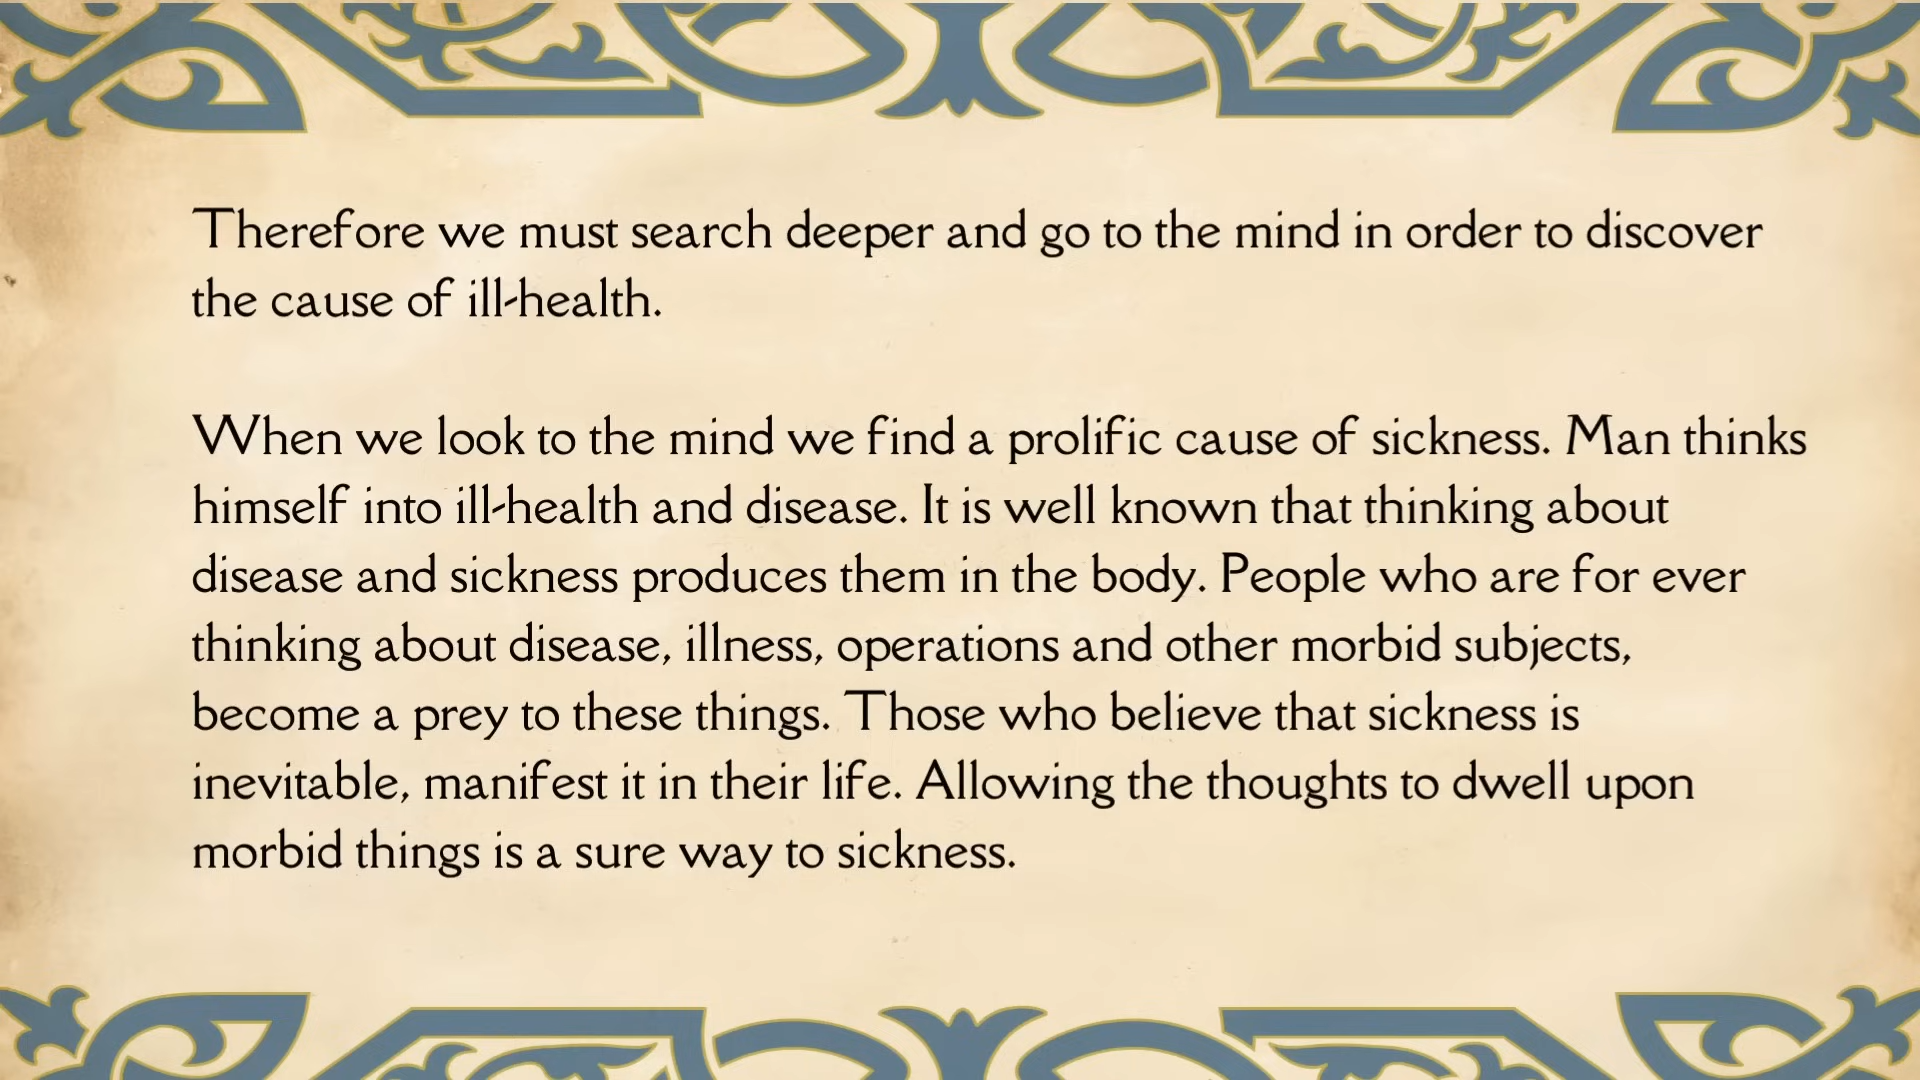 Therefore we must search deeper and go to the mind in order to discover
the cause of ill-health.
When we look to the mind we find a prolific cause of sickness. Man thinks
himself into ill-health and disease. It is well known that thinking about
disease and sickness produces them in the body. People who are for ever
thinking about disease, illness, operations and other morbid subjects,
become a prey to these things. Those who believe that sickness is
inevitable, manifest it in their life. Allowing the thoughts to dwell upon
morbid things is a sure way to sickness.